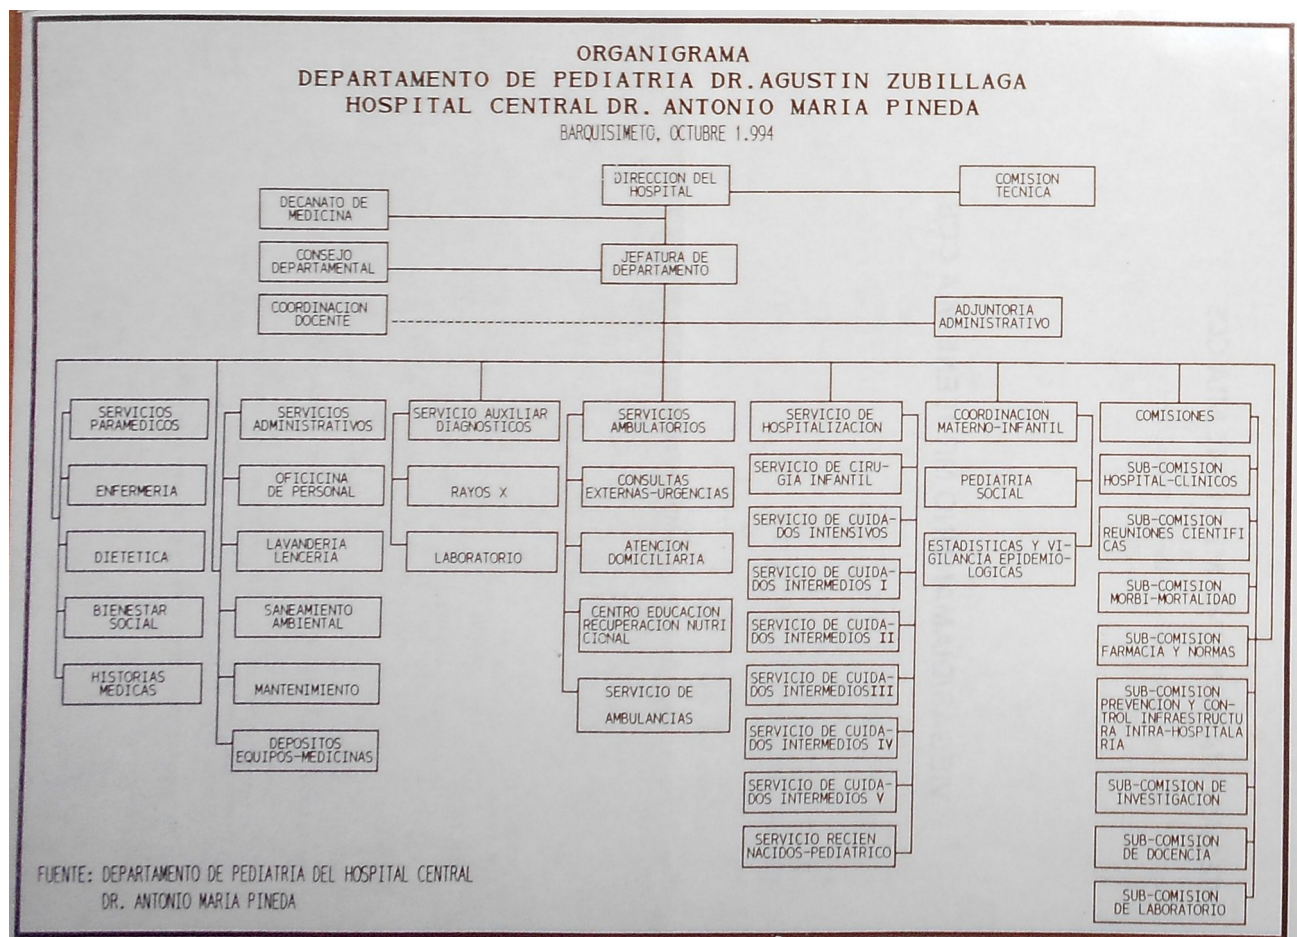 ORGANIGRAMA
DEPARTAMENTO DE PEDIATRIA DR.AGUSTIN ZUBILLAGA
HOSPITAL CENTRAL DR. ANTONIO MARIA PINEDA
BARQUISIMETO, OCTUBRE 1.994
DIRECCION DEL
HOSPITAL
COMISION
TECNICA
DECANATO DE
MEDICINA
CONSEJO
DEPARTAMENTAL
JEFATURA DE
DEPARTAMENTO
COORDINACION
DOCENTE
ADJUNTORIA
ADMINISTRATIVO
SERVICIOS
PARAMEDICOS
ENFERMERIA
DIETETICA
BIENESTAR
SOCIAL
HISTORIAS
MEDICAS
SERVICIOS
ADMINISTRATIVOS
OFICICINA
DE PERSONAL
LAVANDERIA
LENCERIA
SANEAMIENTO
AMBIENTAL
MANTENIMIENTO
DEPOSITOS
EQUIPOS-MEDICINAS
SERVICIO AUXILIAR
DIAGNOSTICOS
RAYOS X
LABORATORIO
SERVICIOS
AMBULATORIOS
CONSULTAS
EXTERNAS-URGENCIAS
ATENCION
DOMICILIARIA
CENTRO EDUCACION
RECUPERACION NUTRI
CIONAL
SERVICIO DE
AMBULANCIAS
SERVICIO DE
HOSPITALIZACION
SERVICIO DE CIRU-
GIA INFANTIL
SERVICIO DE CUIDA-
DOS INTENSIVOS
SERVICIO DE CUIDA-
DOS INTERMEDIOS I
SERVICIO DE CUIDA-
DOS INTERMEDIOS II
SERVICIO DE CUIDA-
DOS INTERMEDIOSIII
SERVICIO DE CUIDA-
DOS INTERMEDIOS IV
SERVICIO DE CUIDA-
DOS INTERMEDIOS V
SERVICIO RECIEN
NACIDOS-PEDIATRICO
COORDINACION
MATERNO-INFANTIL
PEDIATRIA
SOCIAL
ESTADISTICAS Y VI-
GILANCIA EPIDEMIO-
LOGICAS
COMISIONES
SUB-COMISION
HOSPITAL-CLINICOS
SUB-COMISION
REUNIONES CIENTIFI
CAS
SUB-COMISION
MORBI-MORTALIDAD
SUB-COMISION
FARMACIA Y NORMAS
SUB-COMISION
PREVENCION Y CON-
TROL INFRAESTRUCTU
RA INTRA-HOSPITALA
RIA
SUB-COMISION DE
INVESTIGACION
SUB-COMISION
DE DOCENCIA
SUB-COMISION
DE LABORATORIO
FUENTE: DEPARTAMENTO DE PEDIATRIA DEL HOSPITAL CENTRAL
DR. ANTONIO MARIA PINEDA